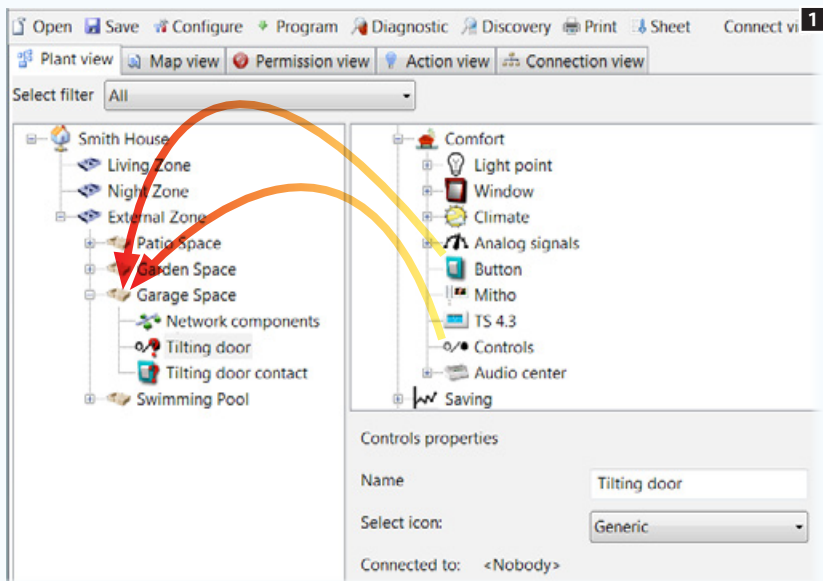 Open Save Configure Program Diagnostic Discovery Print Sheet Connect vi 1
Plant view Map view Permission view Action view Connection view
Select filter All
Smith House
Living Zone
Night Zone
External Zone
Patio Space
Garden Space
Garage Space
Network components
Tilting door
Tilting door contact
Swimming Pool
Comfort
Light point
Window
Climate
Analog signals
Button
Mitho
TS 4.3
Controls
Audio center
Saving
Controls properties
Name Tilting door
Select icon: Generic
Connected to: <Nobody>